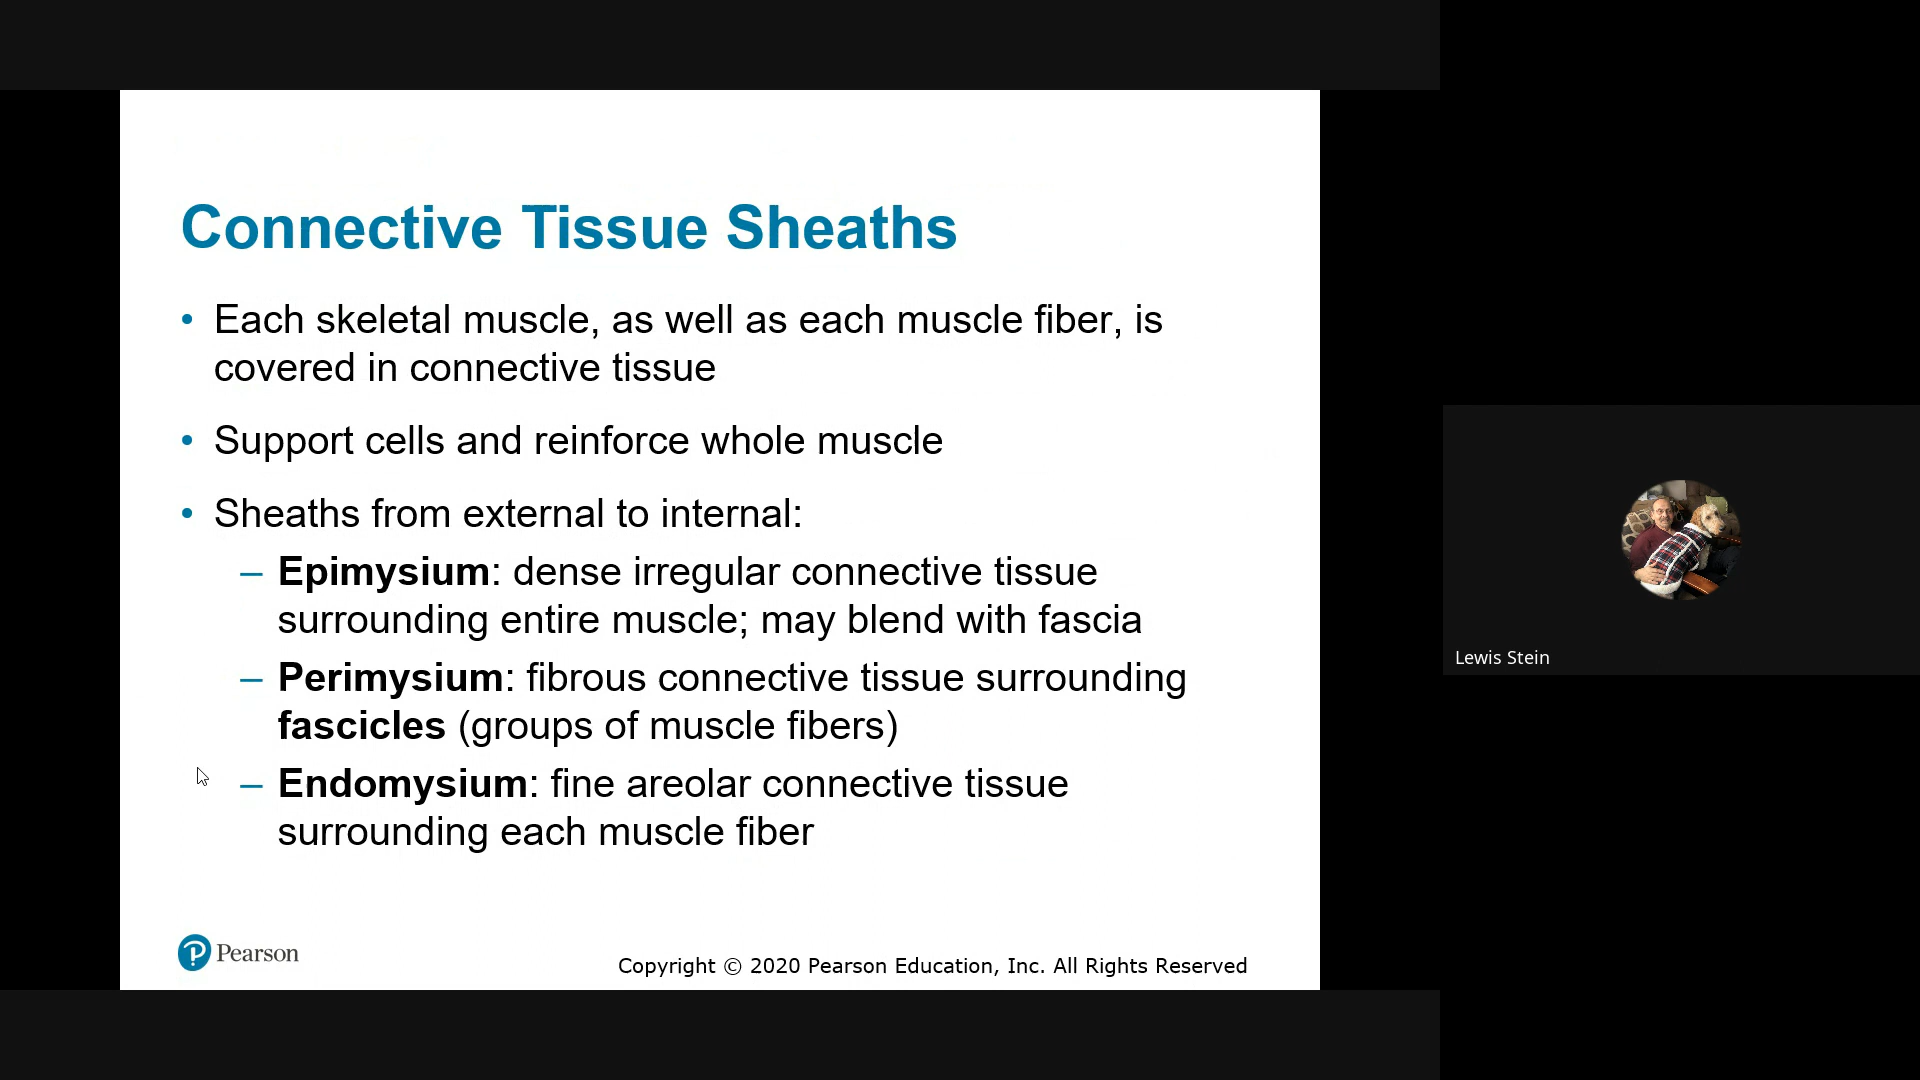 Connective Tissue Sheaths
• Each skeletal muscle, as well as each muscle fiber, is
covered in connective tissue
• Support cells and reinforce whole muscle
• Sheaths from external to internal:
– Epimysium: dense irregular connective tissue
surrounding entire muscle; may blend with fascia
– Perimysium: fibrous connective tissue surrounding
fascicles (groups of muscle fibers)
– Endomysium: fine areolar connective tissue
surrounding each muscle fiber
Pearson
Copyright © 2020 Pearson Education, Inc. All Rights Reserved
Lewis Stein